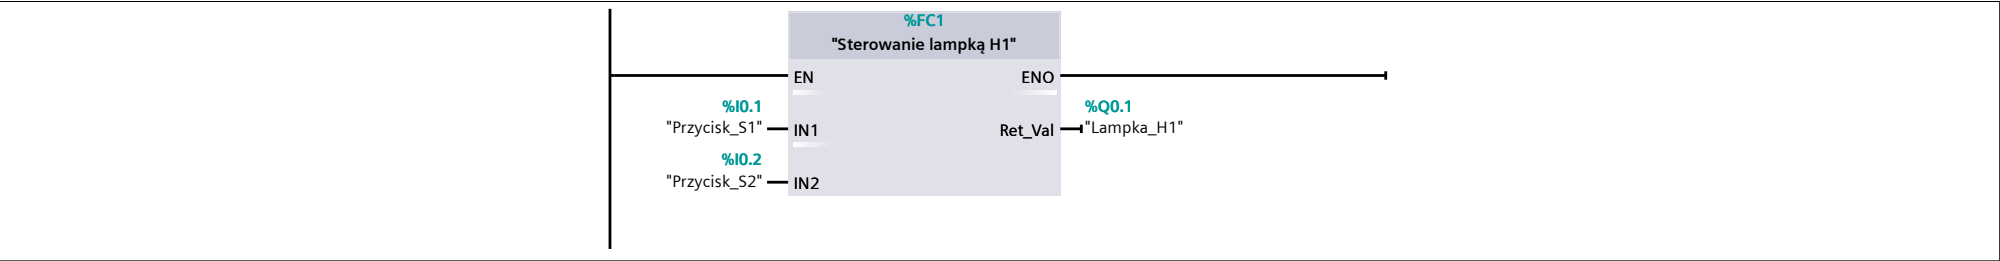 %FC1
"Sterowanie lampką H1"
EN
ENO
%I0.1
"Przycisk_S1"
IN1
Ret_Val
%Q0.1
"Lampka_H1"
%I0.2
"Przycisk_S2"
IN2